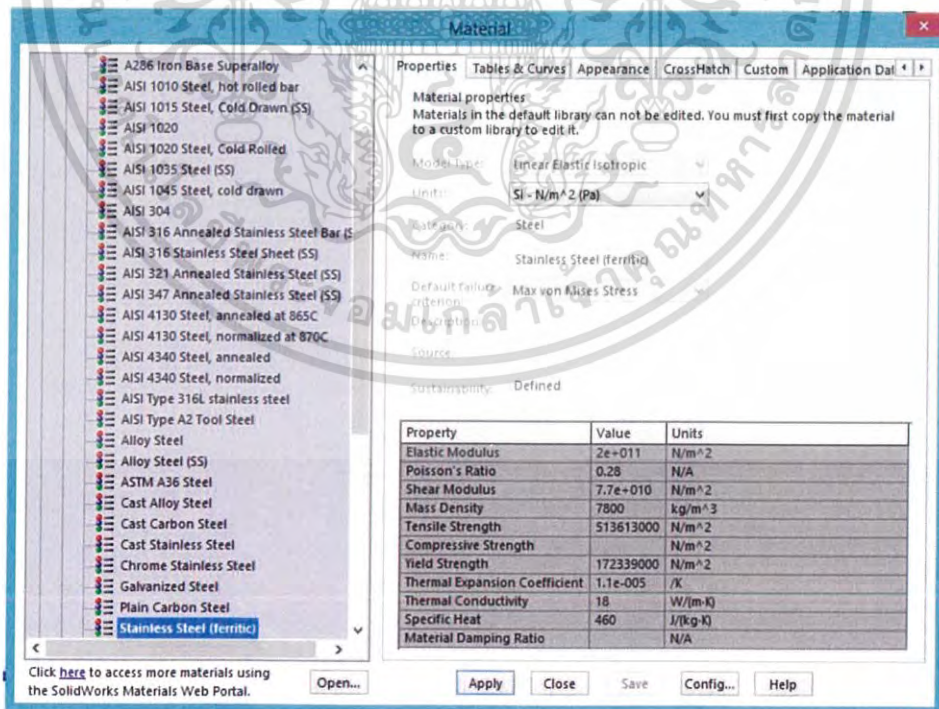 Material
A286 Iron Base Superalloy
AISI 1010 Steel, hot rolled bar
AISI 1015 Steel, Cold Drawn (SS)
AISI 1020
AISI 1020 Steel, Cold Rolled
AISI 1035 Steel (SS)
AISI 1045 Steel, cold drawn
AISI 304
AISI 316 Annealed Stainless Steel Bar (S
AISI 316 Stainless Steel Sheet (SS)
AISI 321 Annealed Stainless Steel (SS)
AISI 347 Annealed Stainless Steel (SS)
AISI 4130 Steel, annealed at 865C
AISI 4130 Steel, normalized at 870C
AISI 4340 Steel, annealed
AISI 4340 Steel, normalized
AISI Type 316L stainless steel
AISI Type A2 Tool Steel
Alloy Steel
Alloy Steel (SS)
ASTM A36 Steel
Cast Alloy Steel
Cast Carbon Steel
Cast Stainless Steel
Chrome Stainless Steel
Galvanized Steel
Plain Carbon Steel
Stainless Steel (ferritic)
Click here to access more materials using
the SolidWorks Materials Web Portal.
Open...
Properties Tables & Curves Appearance CrossHatch Custom Application Dat
Material properties
Materials in the default library can not be edited. You must first copy the material
to a custom library to edit it.
Model Type: Linear Elastic Isotropic
Units: SI - N/m^2 (Pa)
Category: Steel
Name: Stainless Steel (ferritic)
Default failure
criterion: Max von Mises Stress
Description:
Source:
Sustainability: Defined
Property Value Units
Elastic Modulus 2e+011 N/m^2
Poisson's Ratio 0.28 N/A
Shear Modulus 7.7e+010 N/m^2
Mass Density 7800 kg/m^3
Tensile Strength 513613000 N/m^2
Compressive Strength N/m^2
Yield Strength 172339000 N/m^2
Thermal Expansion Coefficient 1.1e-005 /K
Thermal Conductivity 18 W/(m·K)
Specific Heat 460 J/(kg·K)
Material Damping Ratio N/A
Apply Close Save Config... Help